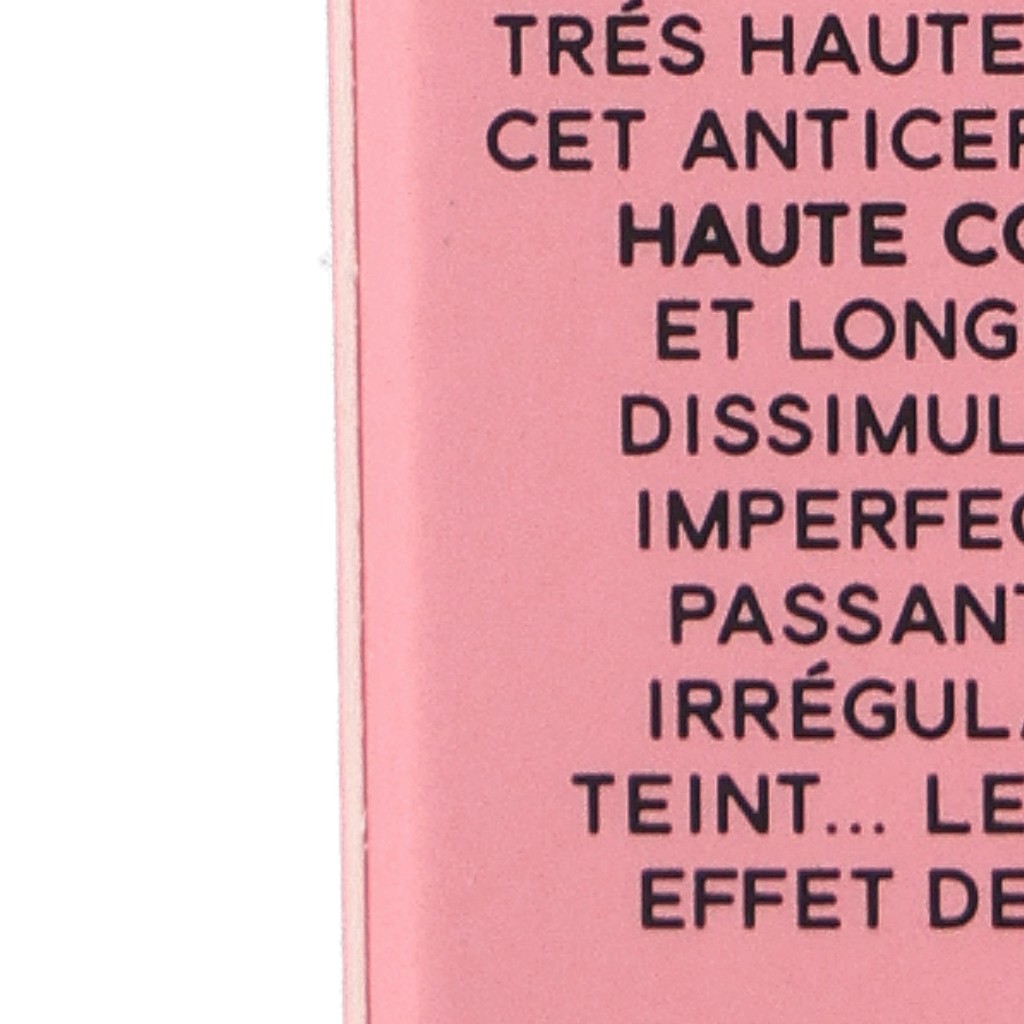 TRÉS HAUTE
CET ANTICER
HAUTE CO
ET LONG
DISSIMUL
IMPERFEC
PASSANT
IRRÉGULA
TEINT... LE
EFFET DE